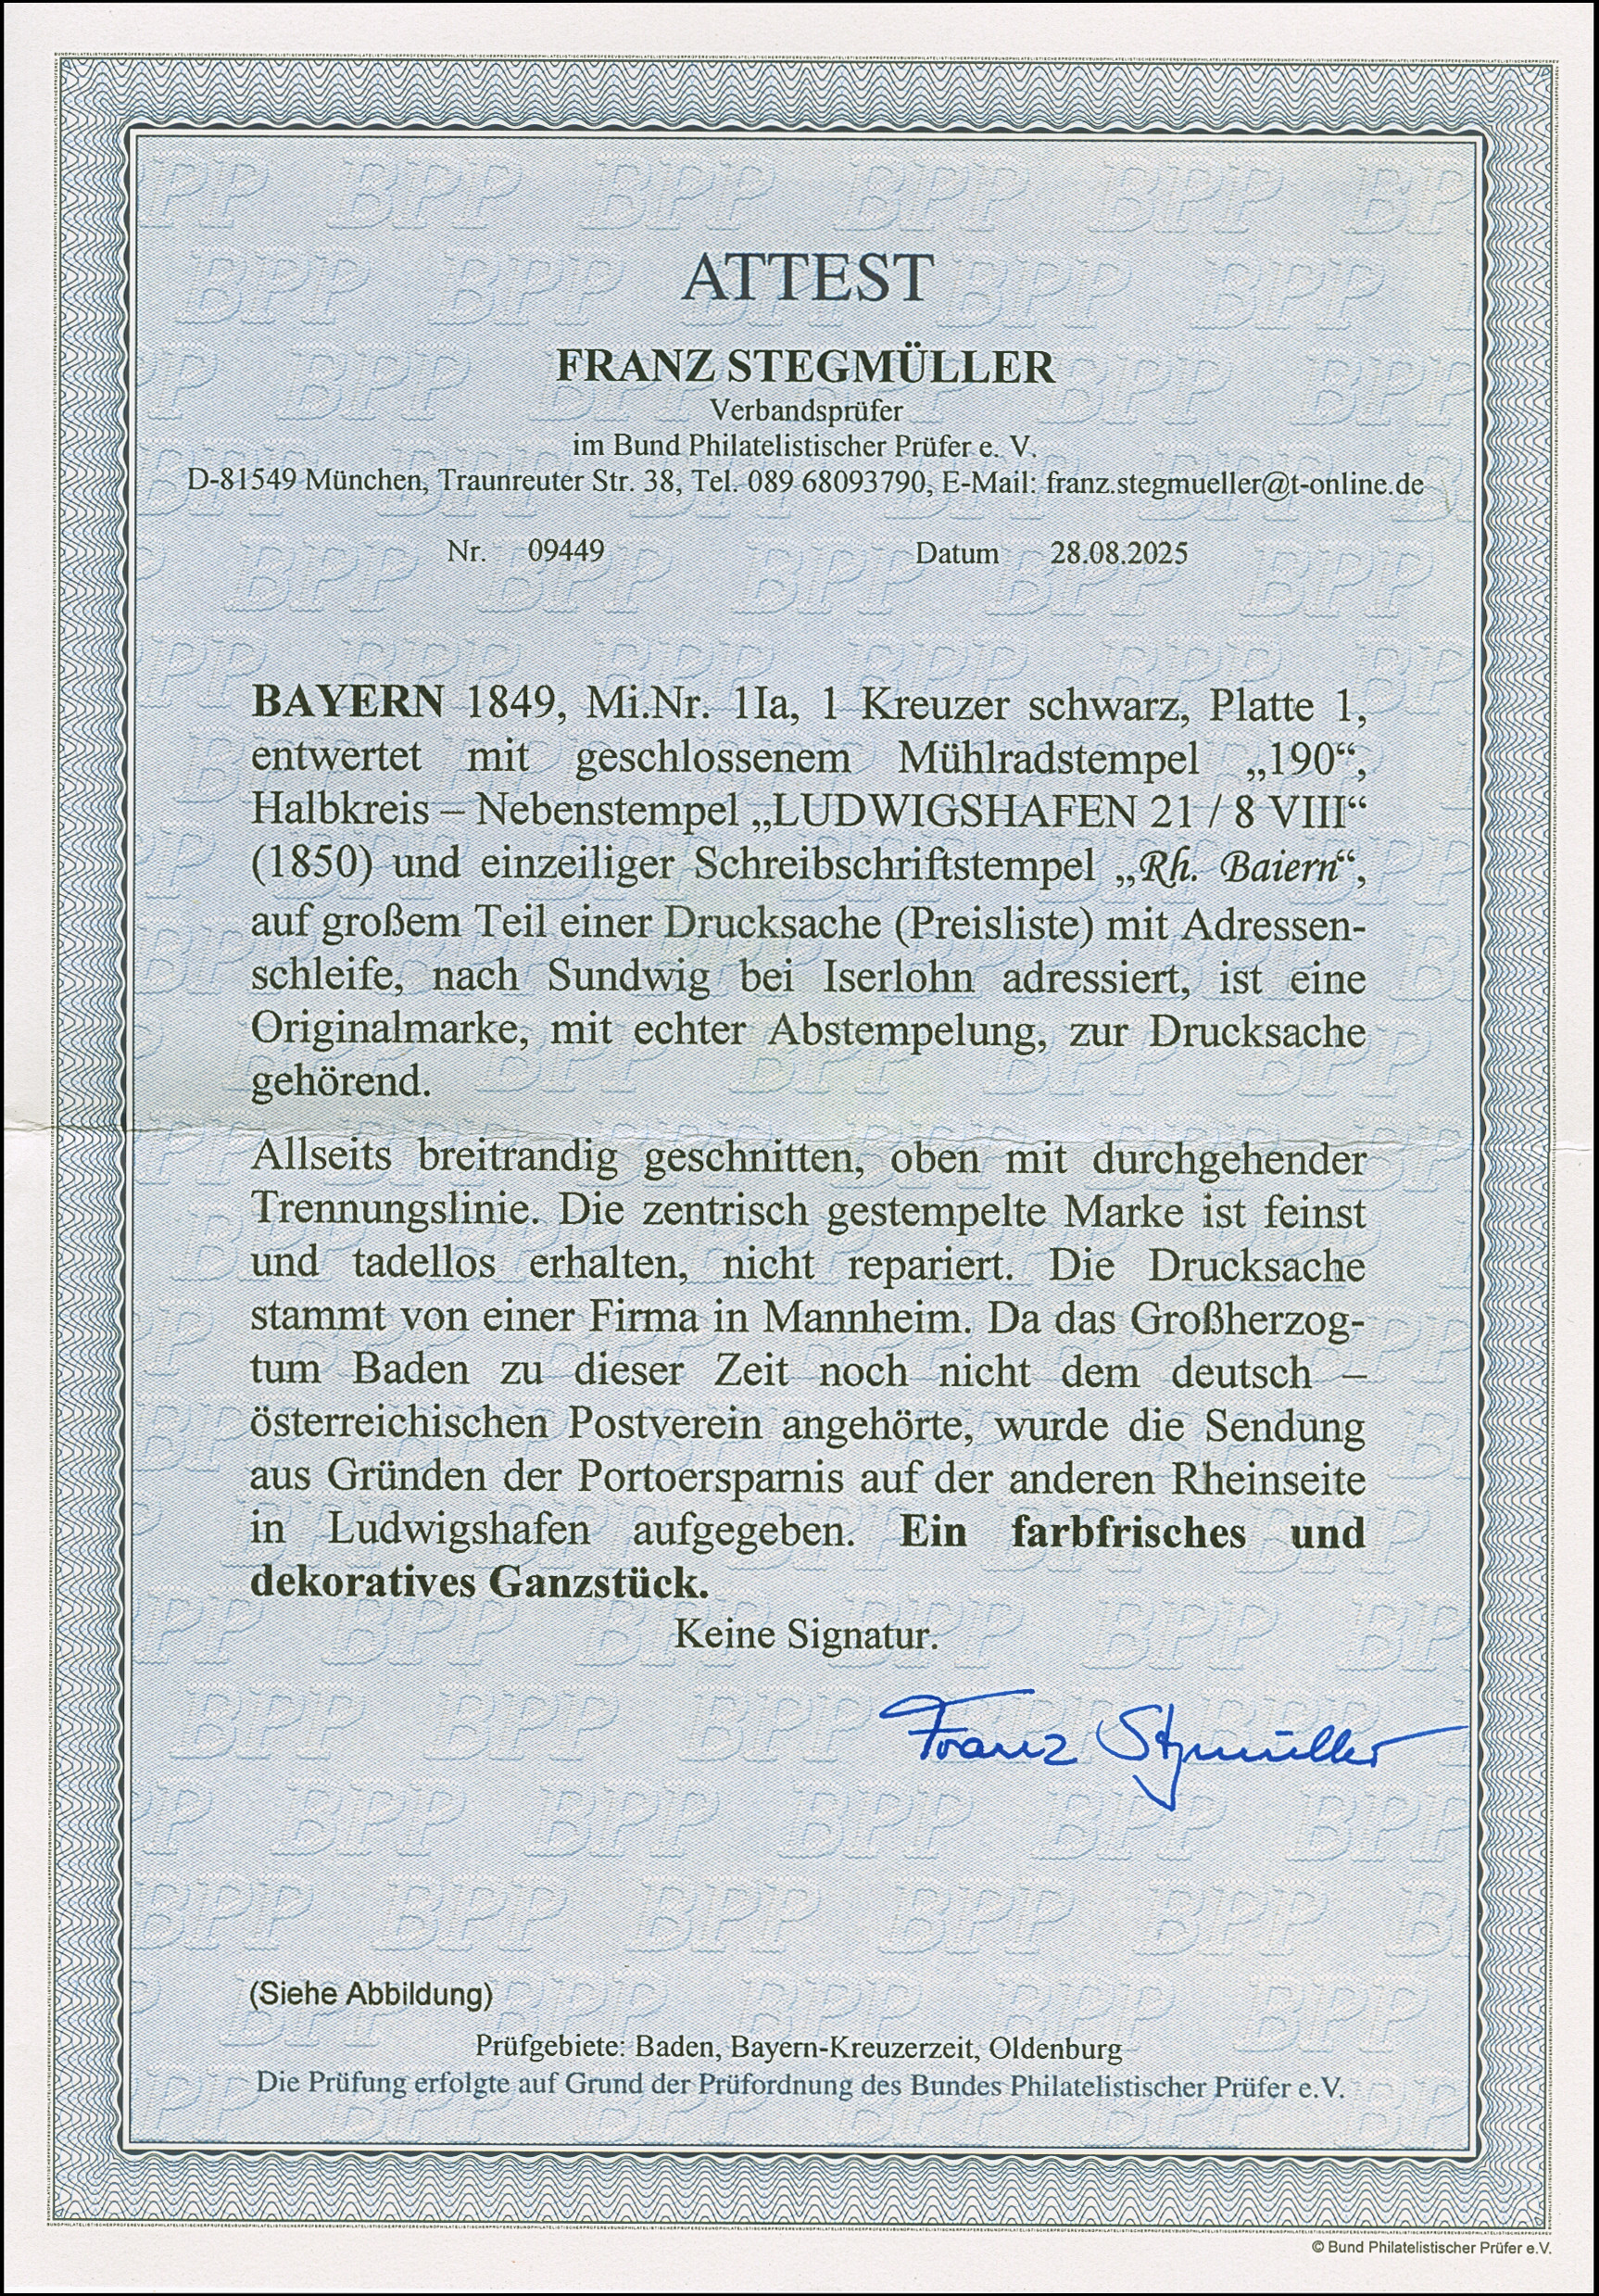 ATTEST
FRANZ STEGMÜLLER
Verbandsprüfer
im Bund Philatelistischer Prüfer e. V.
D-81549 München, Traunreuter Str. 38, Tel. 089 68093790, E-Mail: franz.stegmueller@t-online.de
Nr. 09449 Datum 28.08.2025
BAYERN 1849, Mi.Nr. 1Ia, 1 Kreuzer schwarz, Platte 1,
entwertet mit geschlossenem Mühlradstempel „190“,
Halbkreis – Nebenstempel „LUDWIGSHAFEN 21 / 8 VIII“
(1850) und einzeiliger Schreibschriftstempel „Rh. Baiern“,
auf großem Teil einer Drucksache (Preisliste) mit Adressen-
schleife, nach Sundwig bei Iserlohn adressiert, ist eine
Originalmarke, mit echter Abstempelung, zur Drucksache
gehörend.
Allseits breitrandig geschnitten, oben mit durchgehender
Trennungslinie. Die zentrisch gestempelte Marke ist feinst
und tadellos erhalten, nicht repariert. Die Drucksache
stammt von einer Firma in Mannheim. Da das Großherzog-
tum Baden zu dieser Zeit noch nicht dem deutsch –
österreichischen Postverein angehörte, wurde die Sendung
aus Gründen der Portoersparnis auf der anderen Rheinseite
in Ludwigshafen aufgegeben. Ein farbfrisches und
dekoratives Ganzstück.
Keine Signatur.
Franz Stegmüller
(Siehe Abbildung)
Prüfgebiete: Baden, Bayern-Kreuzerzeit, Oldenburg
Die Prüfung erfolgte auf Grund der Prüfordnung des Bundes Philatelistischer Prüfer e.V.
© Bund Philatelistischer Prüfer e.V.